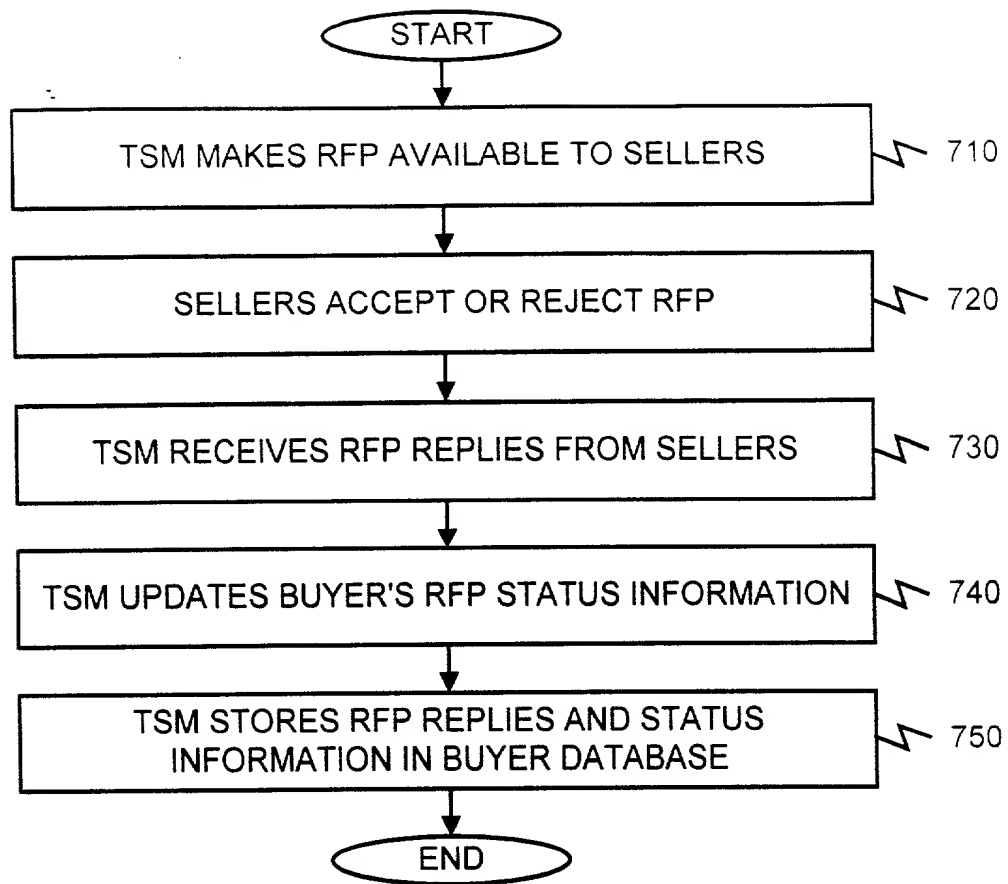 START
TSM MAKES RFP AVAILABLE TO SELLERS 710
SELLERS ACCEPT OR REJECT RFP 720
TSM RECEIVES RFP REPLIES FROM SELLERS 730
TSM UPDATES BUYER'S RFP STATUS INFORMATION 740
TSM STORES RFP REPLIES AND STATUS
INFORMATION IN BUYER DATABASE 750
END